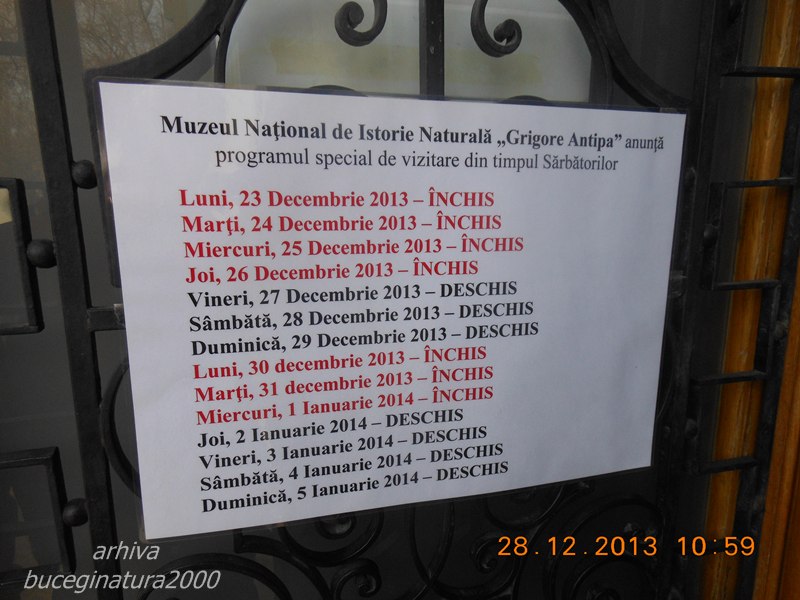 Muzeul Naţional de Istorie Naturală „Grigore Antipa” anunţă
programul special de vizitare din timpul Sărbătorilor
Luni, 23 Decembrie 2013 – ÎNCHIS
Marţi, 24 Decembrie 2013 – ÎNCHIS
Miercuri, 25 Decembrie 2013 – ÎNCHIS
Joi, 26 Decembrie 2013 – ÎNCHIS
Vineri, 27 Decembrie 2013 – DESCHIS
Sâmbătă, 28 Decembrie 2013 – DESCHIS
Duminică, 29 Decembrie 2013 – DESCHIS
Luni, 30 decembrie 2013 – ÎNCHIS
Marţi, 31 decembrie 2013 – ÎNCHIS
Miercuri, 1 Ianuarie 2014 – ÎNCHIS
Joi, 2 Ianuarie 2014 – DESCHIS
Vineri, 3 Ianuarie 2014 – DESCHIS
Sâmbătă, 4 Ianuarie 2014 – DESCHIS
Duminică, 5 Ianuarie 2014 – DESCHIS
28.12.2013 10:59
arhiva
buceginatura2000